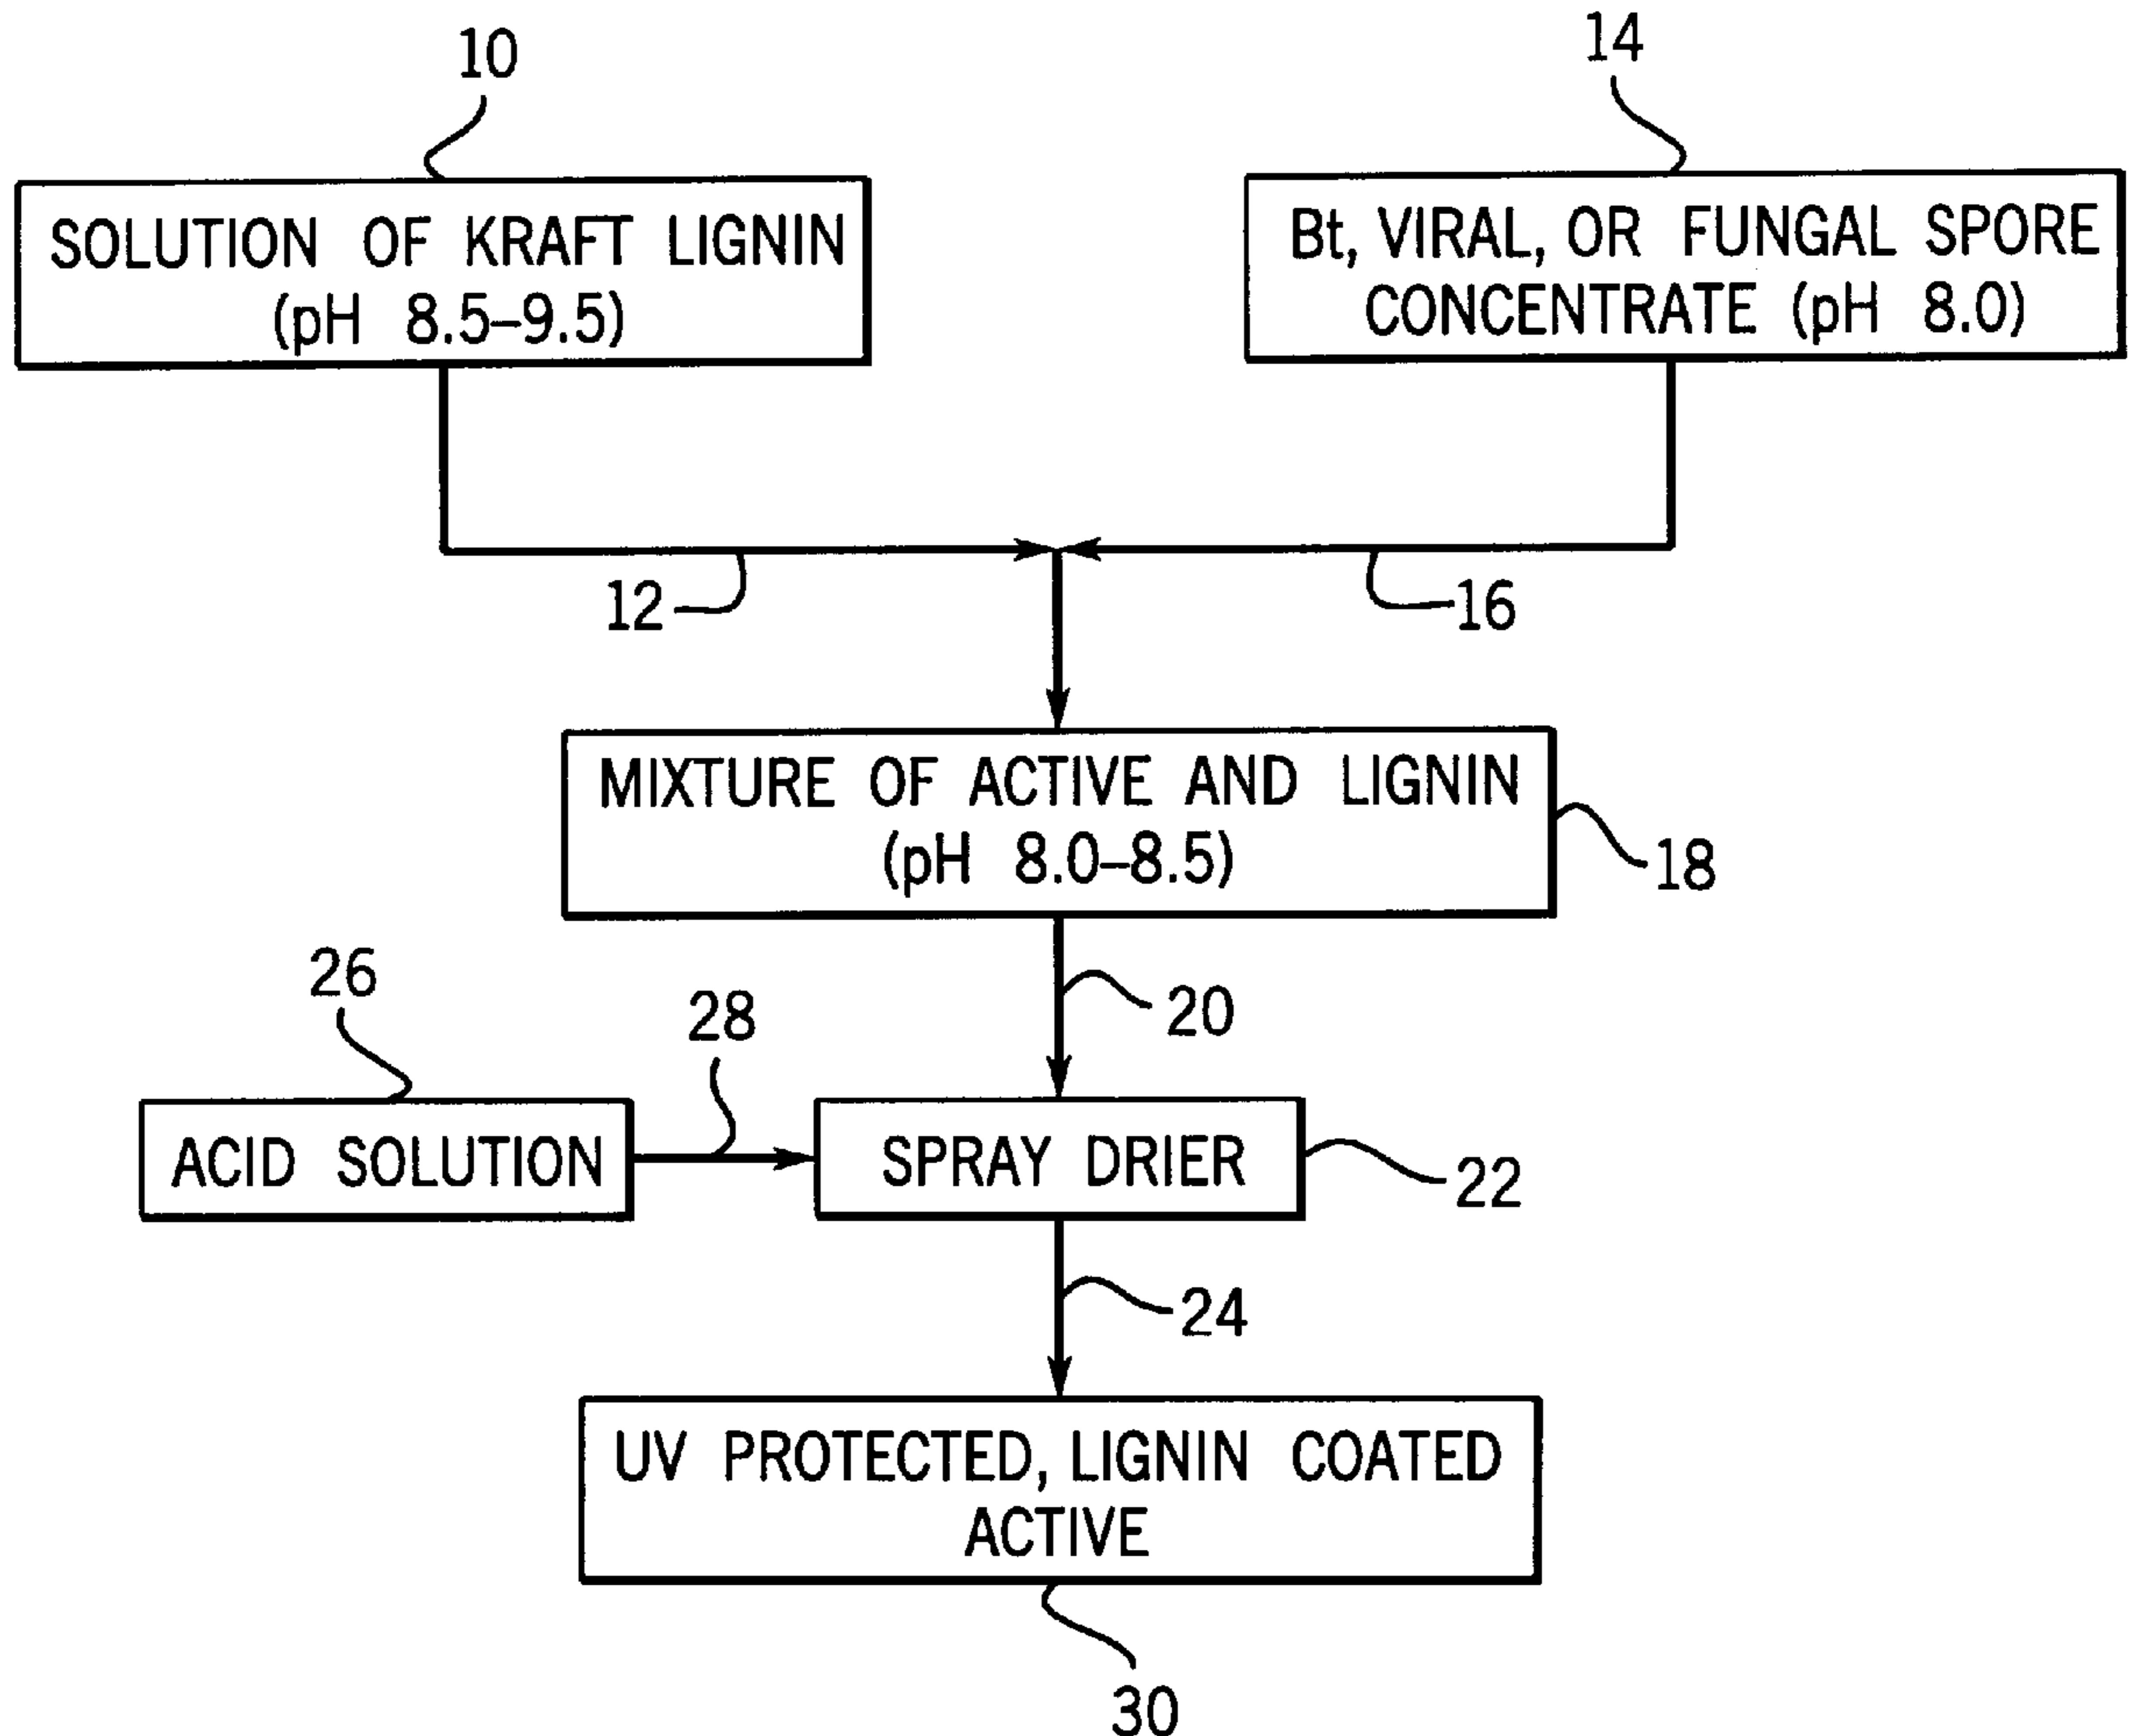 10
14
SOLUTION OF KRAFT LIGNIN
(pH 8.5–9.5)
Bt, VIRAL, OR FUNGAL SPORE
CONCENTRATE (pH 8.0)
12
16
MIXTURE OF ACTIVE AND LIGNIN
(pH 8.0–8.5)
18
26
28
20
ACID SOLUTION
SPRAY DRIER
22
24
UV PROTECTED, LIGNIN COATED
ACTIVE
30